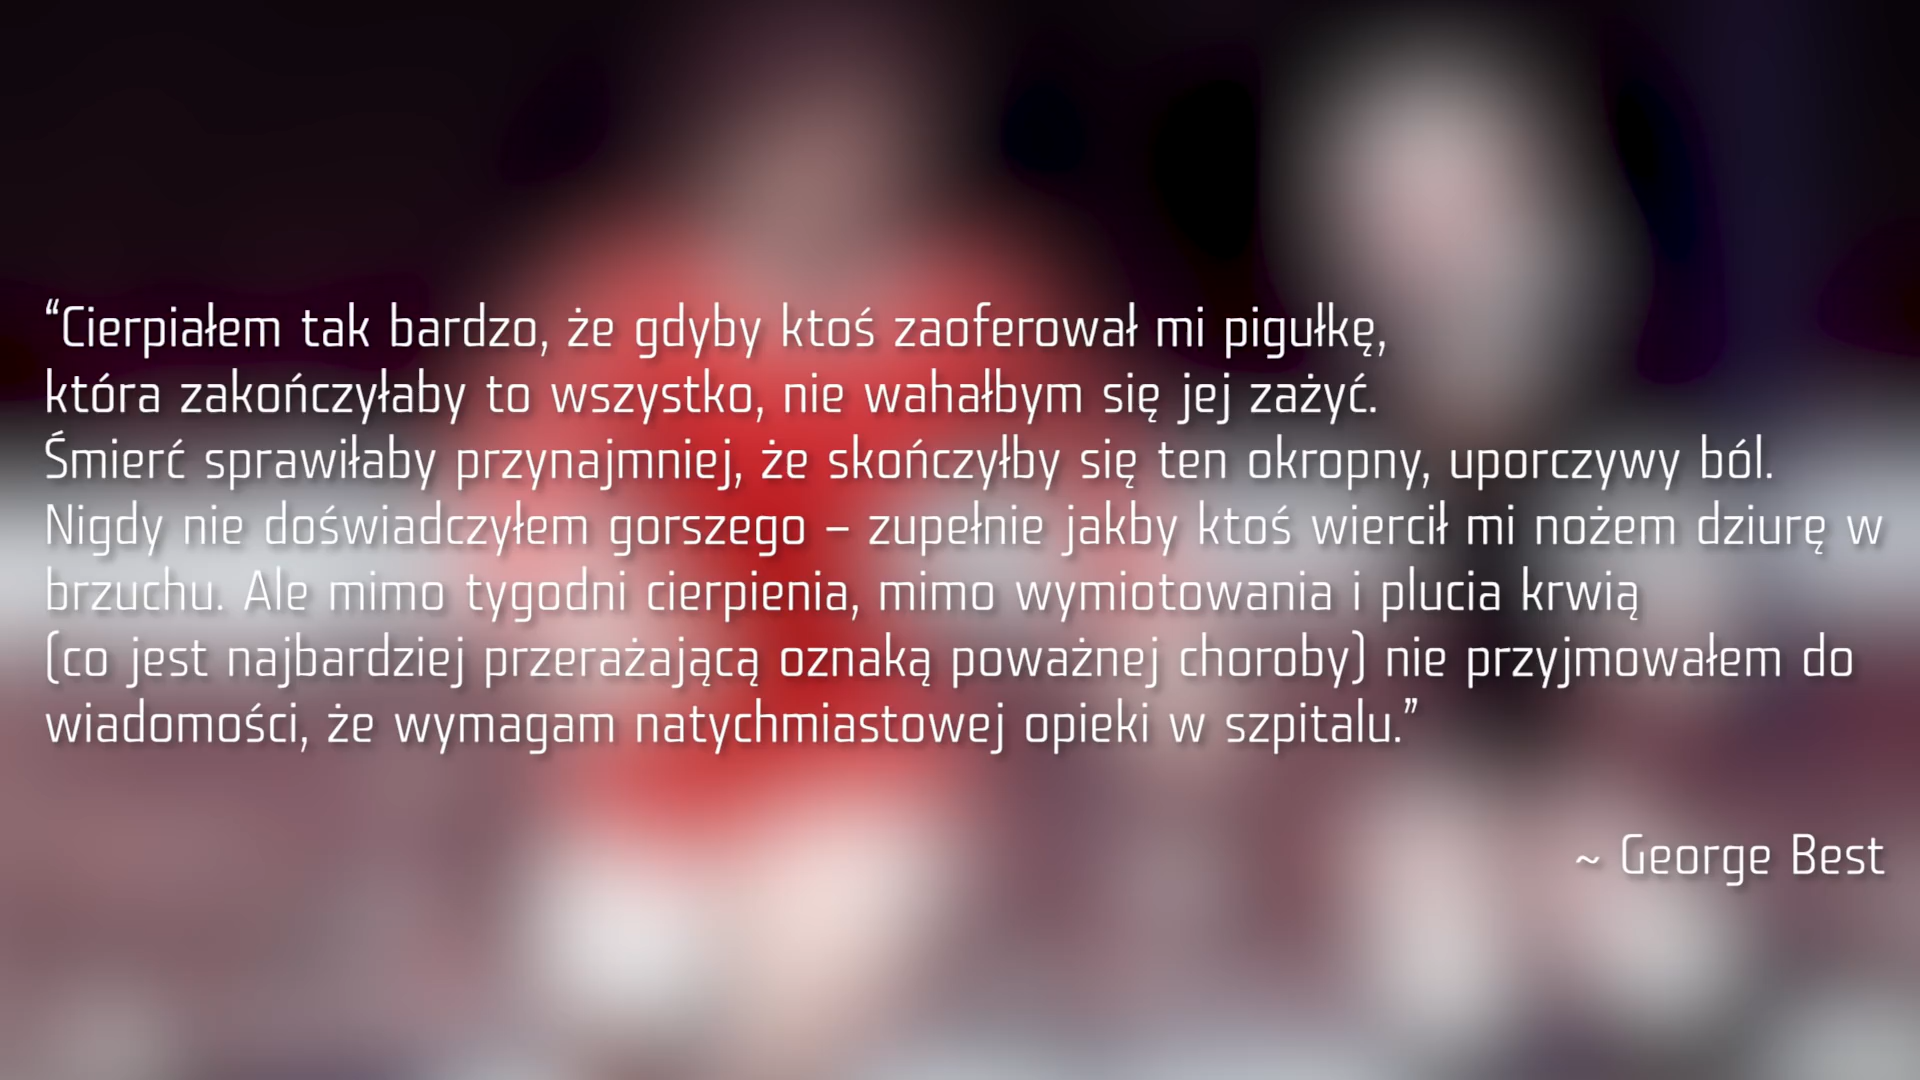 “Cierpiałem tak bardzo, że gdyby ktoś zaoferował mi pigułkę,
która zakończyłaby to wszystko, nie wahałbym się jej zażyć.
Śmierć sprawiłaby przynajmniej, że skończyłby się ten okropny, uporczywy ból.
Nigdy nie doświadczyłem gorszego – zupełnie jakby ktoś wiercił mi nożem dziurę w
brzuchu. Ale mimo tygodni cierpienia, mimo wymiotowania i plucia krwią
(co jest najbardziej przerażającą oznaką poważnej choroby) nie przyjmowałem do
wiadomości, że wymagam natychmiastowej opieki w szpitalu.”
~ George Best